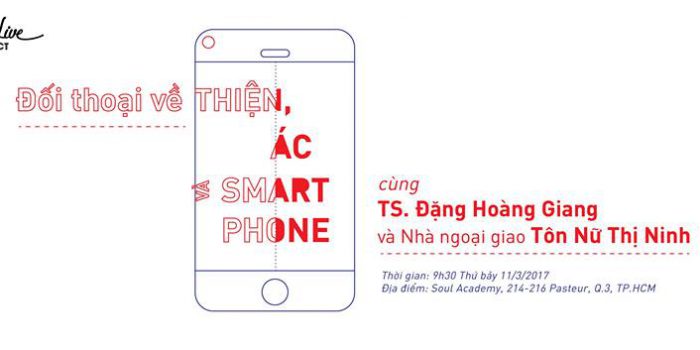 Live
CT
Đối thoại về THIỆN,
ÁC
VÀ SMART
PHONE
cùng
TS. Đặng Hoàng Giang
và Nhà ngoại giao Tôn Nữ Thị Ninh
Thời gian: 9h30 Thứ bảy 11/3/2017
Địa điểm: Soul Academy, 214-216 Pasteur, Q.3, TP.HCM